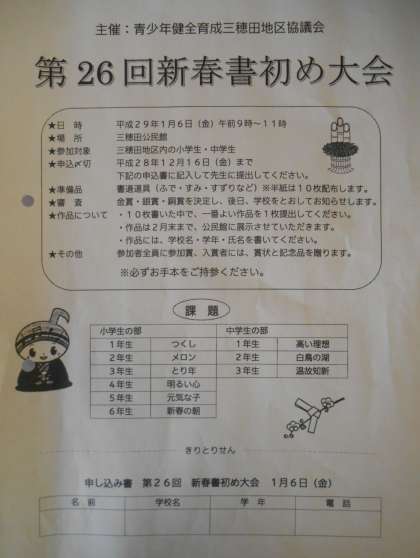 主催：青少年健全育成三穂田地区協議会
第26回新春書初め大会
★日　時　平成29年1月6日（金）午前9時～11時
★場　所　三穂田公民館
★参加対象　三穂田地区内の小学生・中学生
★申込〆切　平成28年12月16日（金）まで
下記の申込書に記入して先生に提出してください。
★準備品　書道道具（ふで・すみ・すずりなど）※半紙は10枚配布します。
★審　査　金賞・銀賞・銅賞を決定し、後日、学校をとおしてお知らせします。
★作品について　・10枚書いた中で、一番よい作品を1枚提出してください。
・作品は2月末まで、公民館に展示させていただきます。
・作品には、学校名・学年・氏名を書いてください。
★その他　参加者全員に参加賞、入賞者には、賞状と記念品を贈ります。
※必ずお手本をご持参ください。
課題
小学生の部　中学生の部
1年生　つくし　1年生　高い理想
2年生　メロン　2年生　白鳥の湖
3年生　とり年　3年生　温故知新
4年生　明るい心
5年生　元気な子
6年生　新春の朝
きりとりせん
申し込み書　第26回　新春書初め大会　1月6日（金）
名前　学校名　学年　電話